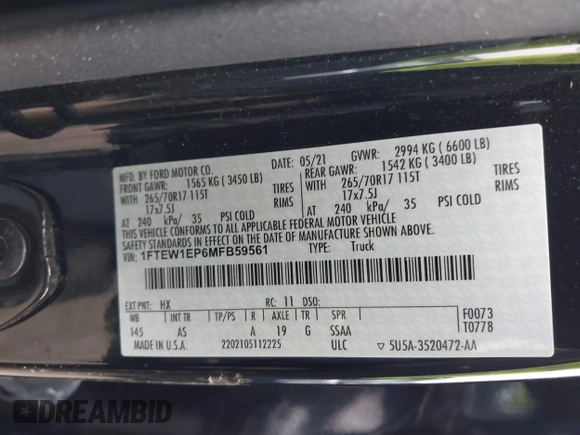 MFD. BY FORD MOTOR CO. DATE: 05/21 GVWR: 2994 KG ( 6600 LB)
FRONT GAWR: 1565 KG ( 3450 LB) REAR GAWR: 1542 KG ( 3400 LB)
WITH 265/70R17 115T TIRES WITH 265/70R17 115T TIRES
17x7.5J RIMS 17x7.5J RIMS
AT 240 kPa/ 35 PSI COLD AT 240 kPa/ 35 PSI COLD
THIS VEHICLE CONFORMS TO ALL APPLICABLE FEDERAL MOTOR VEHICLE
SAFETY STANDARDS IN EFFECT ON THE DATE OF MANUFACTURE SHOWN ABOVE.
VIN: 1FTEW1EP6MFB59561 TYPE: Truck
EXT PNT: HX RC: 11 DSO: F0073
WB INT TR TP/PS R AXLE TR SPR T0778
145 AS A 19 G SSAA
MADE IN U.S.A. 2202105112225 ULC ▽ 5U5A-3520472-AA
DREAMBID